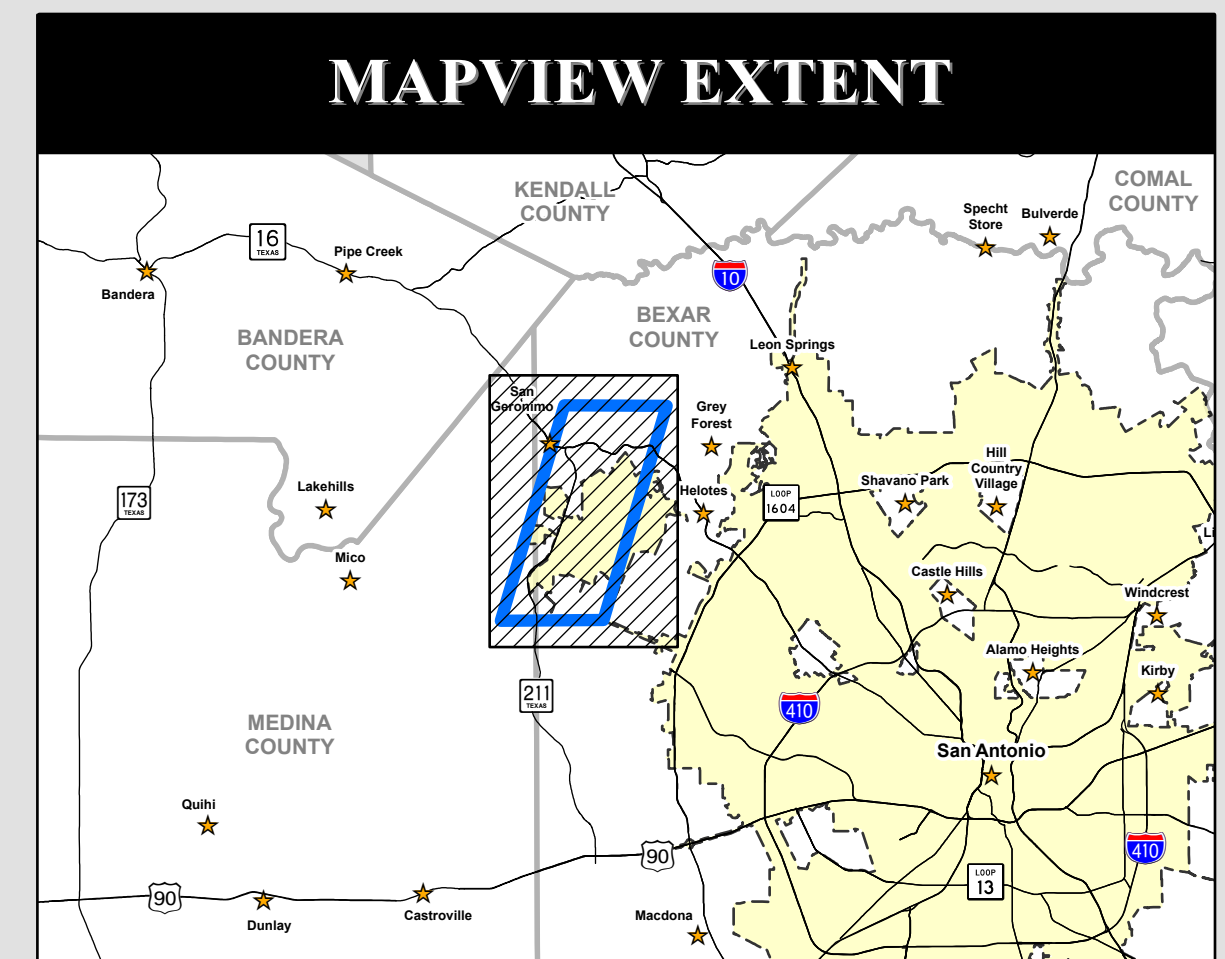 MAPVIEW EXTENT
KENDALL
COUNTY
COMAL
COUNTY
Specht
Store
Bulverde
16
TEXAS
Pipe Creek
10
Bandera
BEXAR
COUNTY
BANDERA
COUNTY
Leon Springs
San
Geronimo
Grey
Forest
Hill
Country
Village
Shavano Park
Lakehills
173
TEXAS
Helotes
LOOP
1604
Li
Mico
Castle Hills
Windcrest
Alamo Heights
Kirby
211
TEXAS
410
MEDINA
COUNTY
San Antonio
Quihi
90
410
LOOP
13
90
Dunlay
Castroville
Macdona